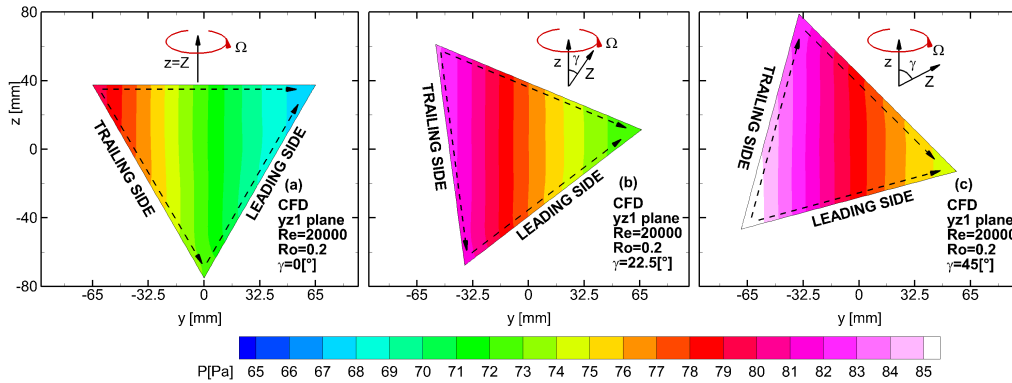 80
40
0
-40
-80
z [mm]
z=Z
Ω
TRAILING SIDE
LEADING SIDE
(a)
CFD
yz1 plane
Re=20000
Ro=0.2
γ=0[°]
-65
-32.5
0
32.5
65
y [mm]
Ω
γ
z
Z
TRAILING SIDE
LEADING SIDE
(b)
CFD
yz1 plane
Re=20000
Ro=0.2
γ=22.5[°]
-65
-32.5
0
32.5
65
y [mm]
Ω
γ
z
Z
TRAILING SIDE
LEADING SIDE
(c)
CFD
yz1 plane
Re=20000
Ro=0.2
γ=45[°]
-65
-32.5
0
32.5
65
y [mm]
P[Pa] 65 66 67 68 69 70 71 72 73 74 75 76 77 78 79 80 81 82 83 84 85